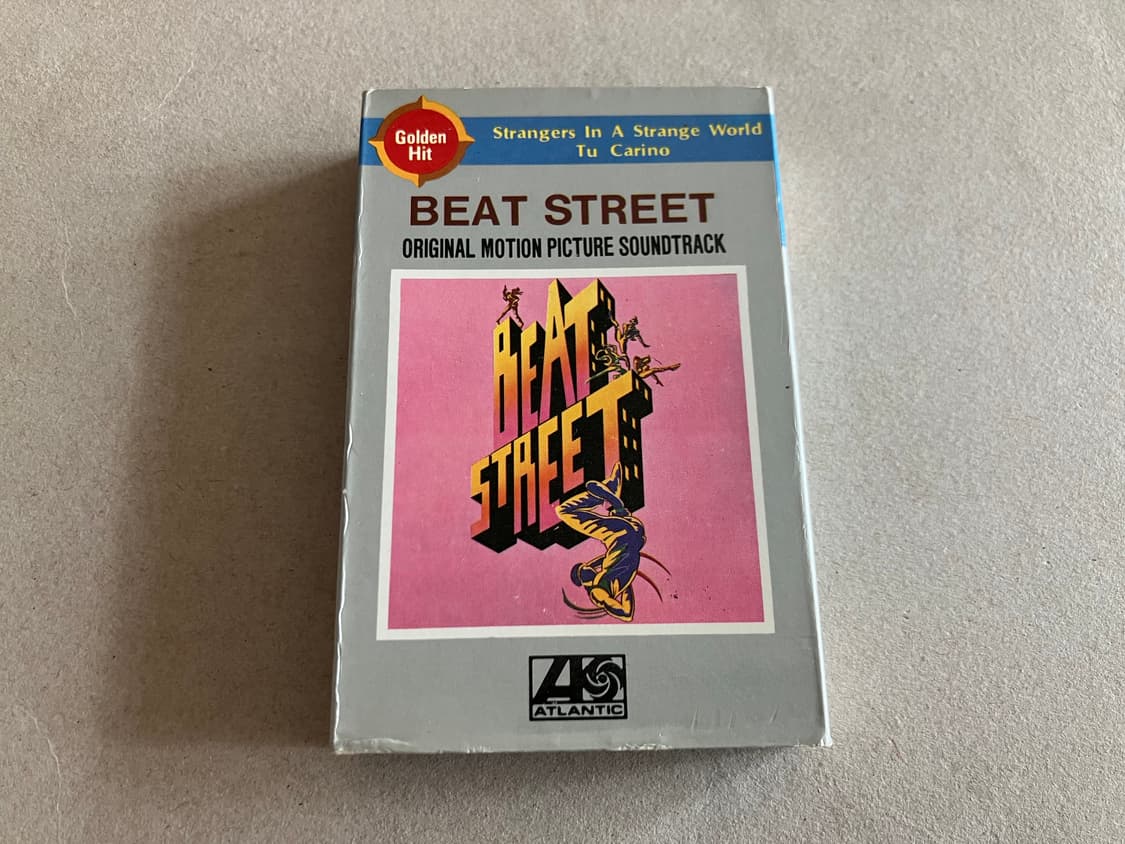 Golden
Hit
Strangers In A Strange World
Tu Carino
BEAT STREET
ORIGINAL MOTION PICTURE SOUNDTRACK
BEAT
STREET
ATLANTIC